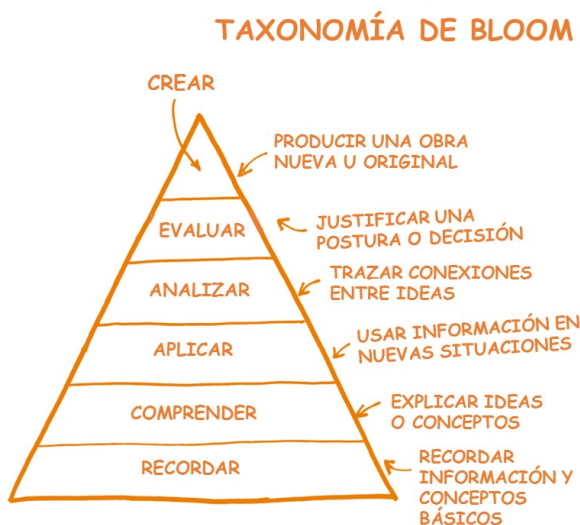 TAXONOMÍA DE BLOOM
CREAR
PRODUCIR UNA OBRA
NUEVA U ORIGINAL
EVALUAR
JUSTIFICAR UNA
POSTURA O DECISIÓN
ANALIZAR
TRAZAR CONEXIONES
ENTRE IDEAS
APLICAR
USAR INFORMACIÓN EN
NUEVAS SITUACIONES
COMPRENDER
EXPLICAR IDEAS
O CONCEPTOS
RECORDAR
RECORDAR
INFORMACIÓN Y
CONCEPTOS
BÁSICOS